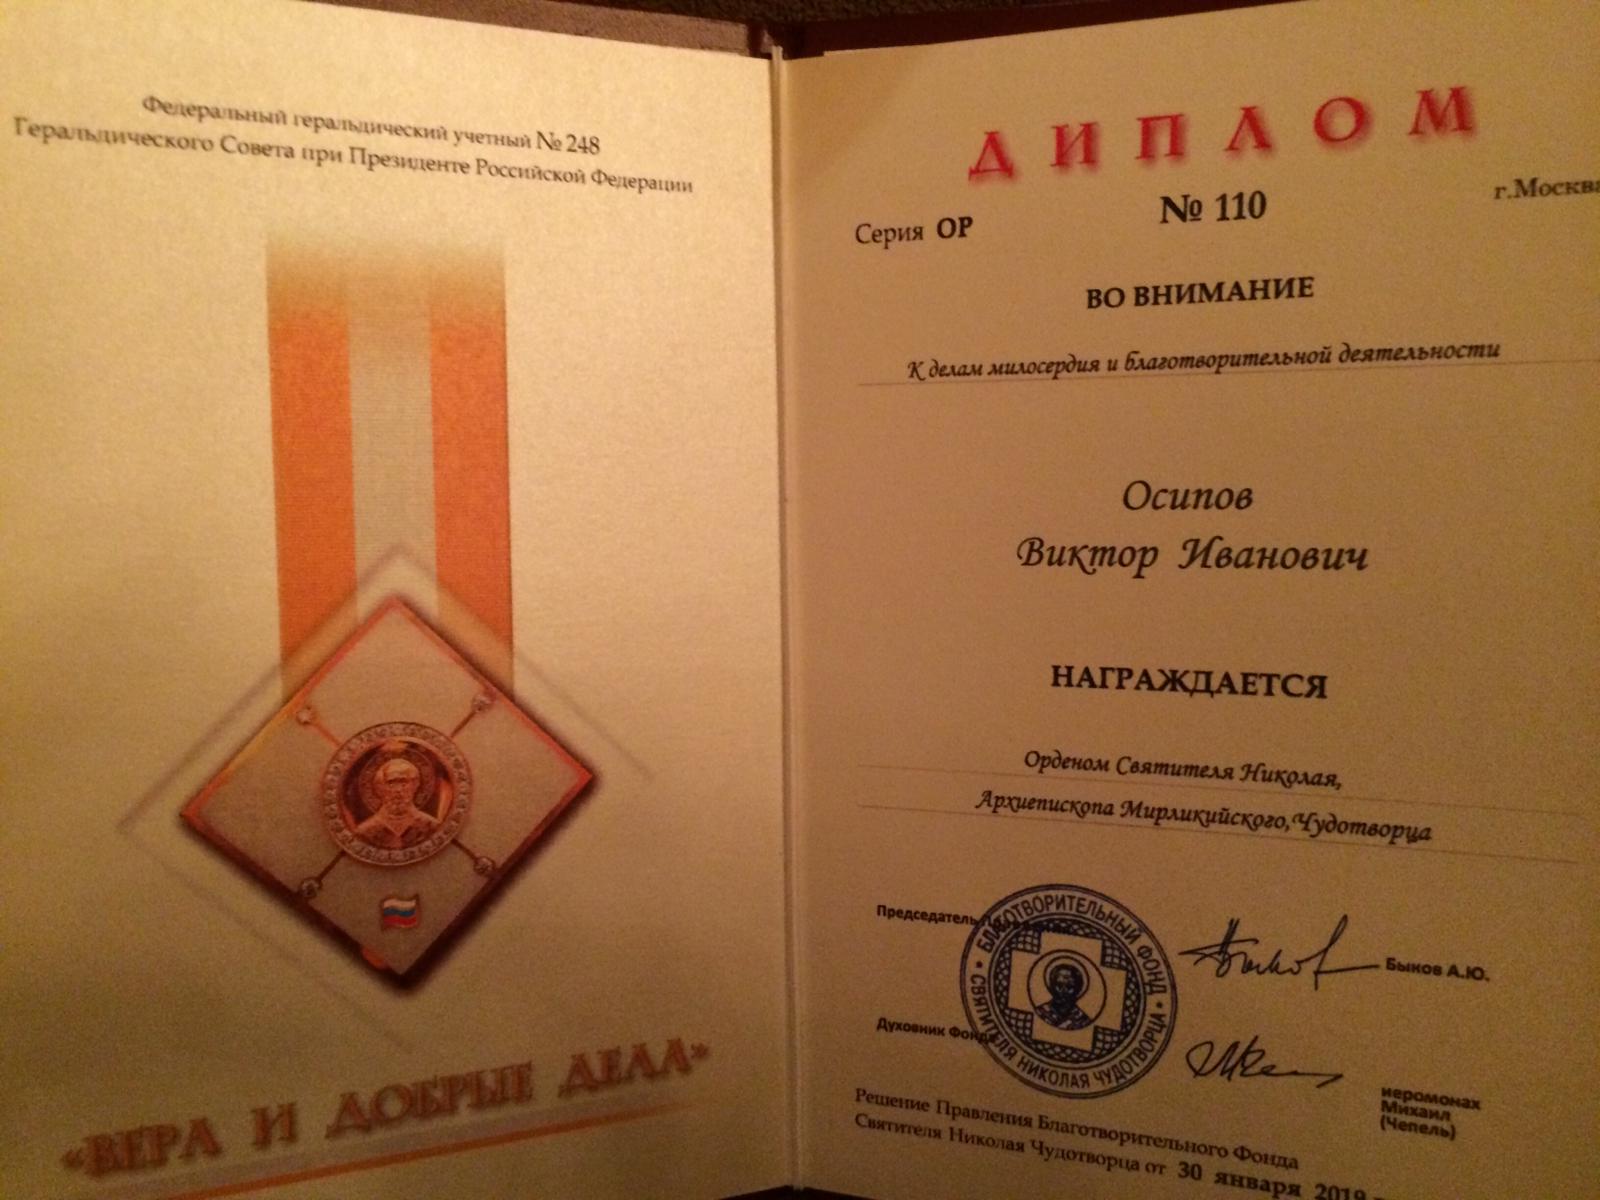 Федеральный геральдический учетный № 248
Геральдического Совета при Президенте Российской Федерации
«ВЕРА И ДОБРЫЕ ДЕЛА»
ДИПЛОМ
Серия ОР
№ 110
г.Москва
ВО ВНИМАНИЕ
К делам милосердия и благотворительной деятельности
Осипов
Виктор Иванович
НАГРАЖДАЕТСЯ
Орденом Святителя Николая,
Архиепископа Мирликийского,Чудотворца
Председатель
БЛАГОТВОРИТЕЛЬНЫЙ ФОНД
СВЯТИТЕЛЯ НИКОЛАЯ ЧУДОТВОРЦА
Быков
Быков А.Ю.
Духовник Фонда
иеромонах
Михаил
(Чепель)
Решение Правления Благотворительного Фонда
Святителя Николая Чудотворца от 30 января 2019